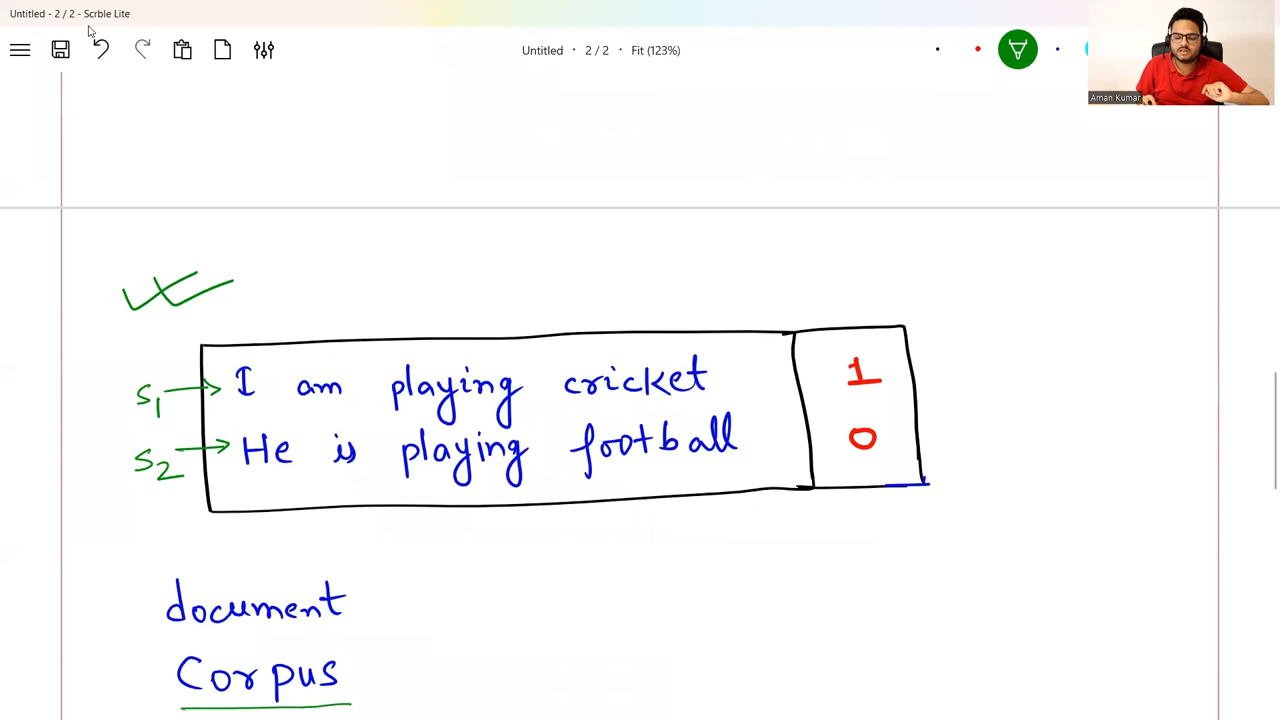 Untitled - 2 / 2 - Scrble Lite
Untitled · 2 / 2 · Fit (123%)
Aman Kumar
S1 → I am playing cricket 1
S2 → He is playing football 0
document
Corpus